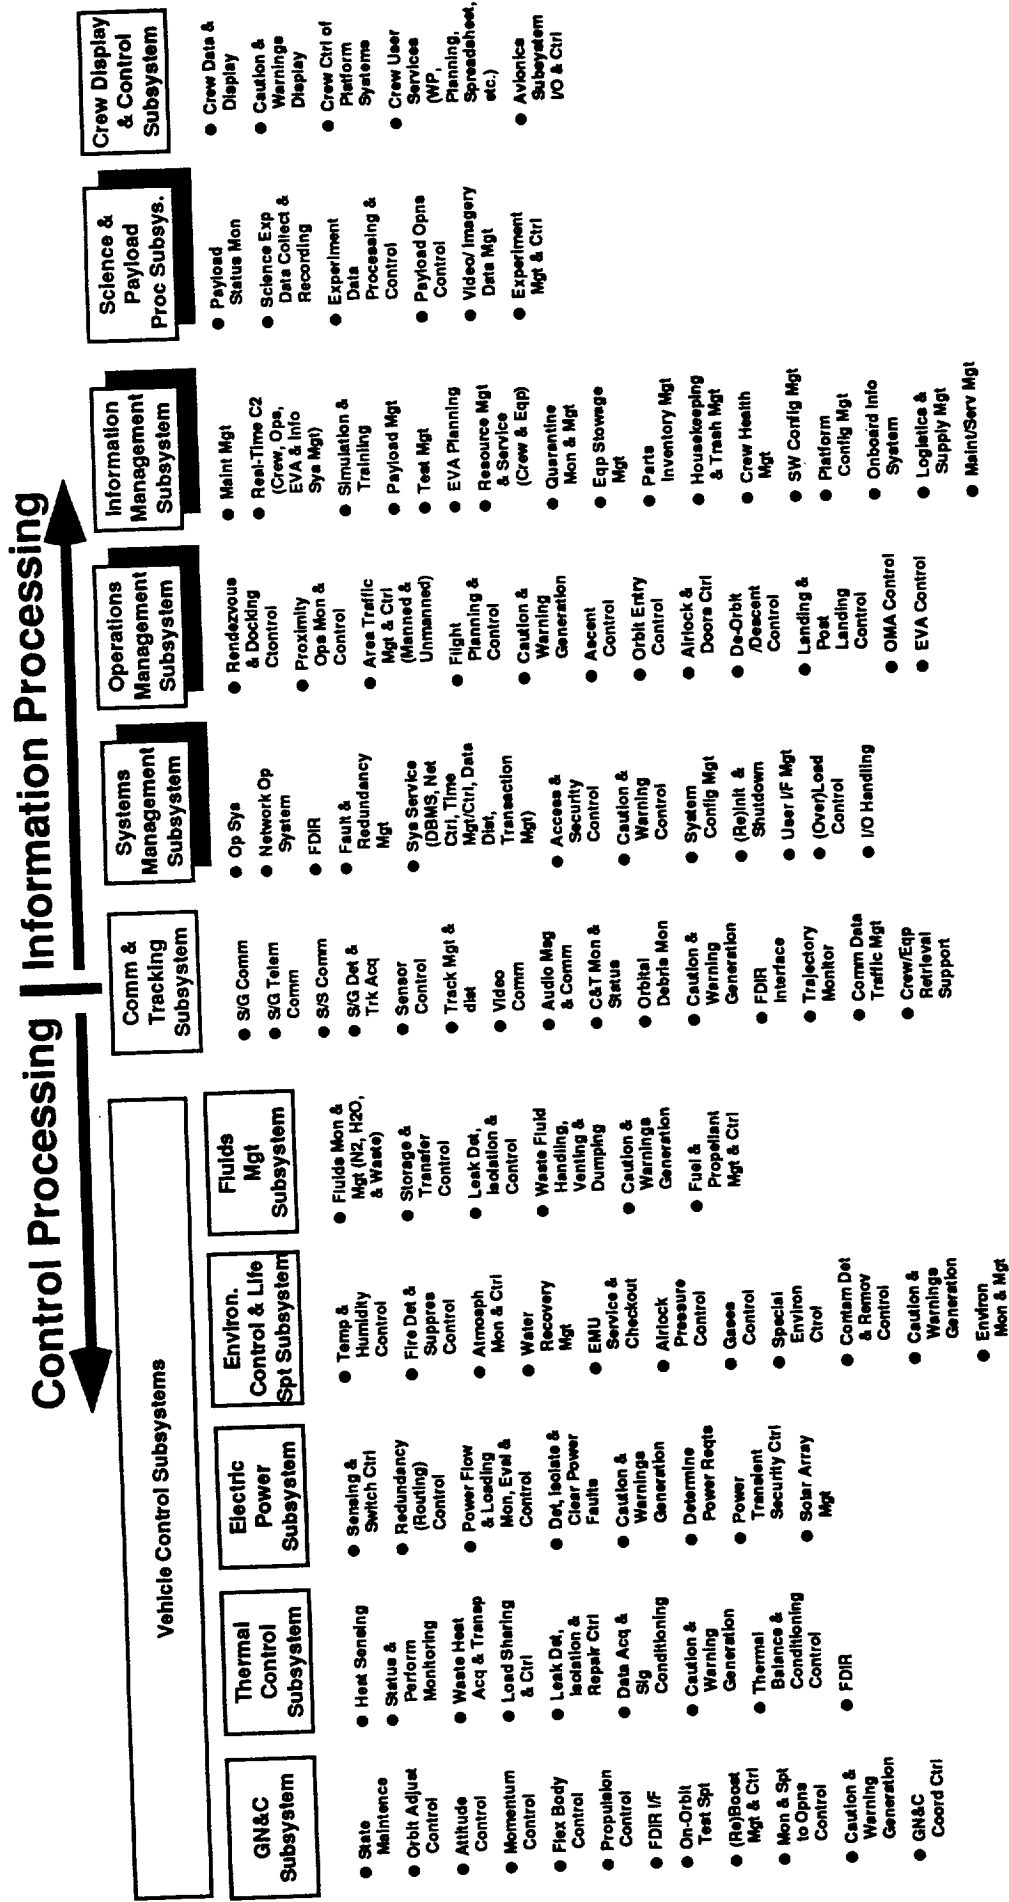 Control Processing | Information Processing
Vehicle Control Subsystems
GN&C
Subsystem
● State
Maintence
● Orbit Adjust
Control
● Attitude
Control
● Momentum
Control
● Flex Body
Control
● Propulsion
Control
● FDIR I/F
● On-Orbit
Test Spt
● (Re)Boost
Mgt & Ctrl
● Mon & Spt
to Opns
Control
● Caution &
Warning
Generation
● GN&C
Coord Ctrl
Thermal
Control
Subsystem
● Heat Sensing
● Status &
Perform
Monitoring
● Waste Heat
Acq & Transp
● Load Sharing
& Ctrl
● Leak Det,
Isolation &
Repair Ctrl
● Data Acq &
Sig
Conditioning
● Caution &
Warning
Generation
● Thermal
Balance &
Conditioning
Control
● FDIR
Electric
Power
Subsystem
● Sensing &
Switch Ctrl
● Redundancy
(Routing)
Control
● Power Flow
& Loading
Mon, Eval &
Control
● Det, Isolate &
Clear Power
Faults
● Caution &
Warnings
Generation
● Determine
Power Reqts
● Power
Transient
Security Ctrl
● Solar Array
Mgt
Environ.
Control & Life
Spt Subsystem
● Temp &
Humidity
Control
● Fire Det &
Suppres
Control
● Atmosph
Mon & Ctrl
● Water
Recovery
Mgt
● EMU
Service &
Checkout
● Airlock
Pressure
Control
● Gases
Control
● Special
Environ
Ctrol
● Contam Det
& Remov
Control
● Caution &
Warnings
Generation
● Environ
Mon & Mgt
Fluids
Mgt
Subsystem
● Fluids Mon &
Mgt (N2, H2O,
& Waste)
● Storage &
Transfer
Control
● Leak Det,
Isolation &
Control
● Waste Fluid
Handling,
Venting &
Dumping
● Caution &
Warnings
Generation
● Fuel &
Propellant
Mgt & Ctrl
Comm &
Tracking
Subsystem
● S/G Comm
● S/G Telem
Comm
● S/S Comm
● S/G Det &
Trk Acq
● Sensor
Control
● Track Mgt &
dist
● Video
Comm
● Audio Msg
& Comm
● C&T Mon &
Status
● Orbital
Debris Mon
● Caution &
Warning
Generation
● FDIR
Interface
● Trajectory
Monitor
● Comm Data
Traffic Mgt
● Crew/Eqp
Retrieval
Support
Systems
Management
Subsystem
● Op Sys
● Network Op
System
● FDIR
● Fault &
Redundancy
Mgt
● Sys Service
(DBMS, Net
Ctrl, Time
Mgt/Ctrl, Data
Dist,
Transaction
Mgt)
● Access &
Security
Control
● Caution &
Warning
Control
● System
Config Mgt
● (Re)Init &
Shutdown
● User I/F Mgt
● (Over)Load
Control
● I/O Handling
Operations
Management
Subsystem
● Rendezvous
& Docking
Ctontrol
● Proximity
Ops Mon &
Control
● Area Traffic
Mgt & Ctrl
(Manned &
Unmanned)
● Flight
Planning &
Control
● Caution &
Warning
Generation
● Ascent
Control
● Orbit Entry
Control
● Airlock &
Doors Ctrl
● De-Orbit
/Descent
Control
● Landing &
Post
Landing
Control
● OMA Control
● EVA Control
Information
Management
Subsystem
● Maint Mgt
● Real-Time C2
(Crew, Ops,
EVA & Info
Sys Mgt)
● Simulation &
Training
● Payload Mgt
● Test Mgt
● EVA Planning
● Resource Mgt
& Service
(Crew & Eqp)
● Quarantine
Mon & Mgt
● Eqp Stowage
Mgt
● Parts
Inventory Mgt
● Housekeeping
& Trash Mgt
● Crew Health
Mgt
● SW Config Mgt
● Platform
Config Mgt
● Onboard Info
System
● Logistics &
Supply Mgt
● Maint/Serv Mgt
Science &
Payload
Proc Subsys.
● Payload
Status Mon
● Science Exp
Data Collect &
Recording
● Experiment
Data
Processing &
Control
● Payload Opns
Control
● Video/ Imagery
Data Mgt
● Experiment
Mgt & Ctrl
Crew Display
& Control
Subsystem
● Crew Data &
Display
● Caution &
Warnings
Display
● Crew Ctrl of
Platform
Systems
● Crew User
Services
(WP,
Planning,
Spreadsheet,
etc.)
● Avionics
Subsystem
I/O & Ctrl